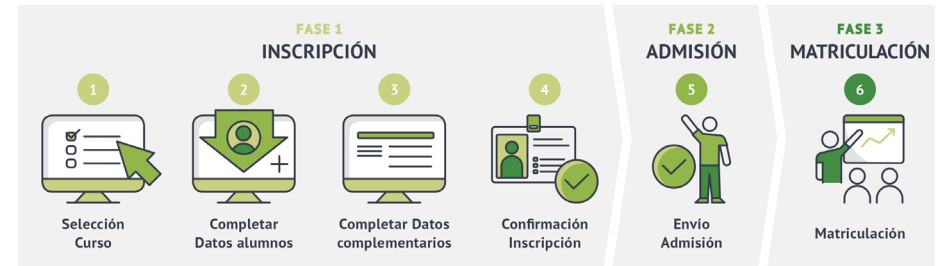 FASE 1
INSCRIPCIÓN
1
Selección
Curso
2
Completar
Datos alumnos
3
Completar Datos
complementarios
4
Confirmación
Inscripción
FASE 2
ADMISIÓN
5
Envío
Admisión
FASE 3
MATRICULACIÓN
6
Matriculación